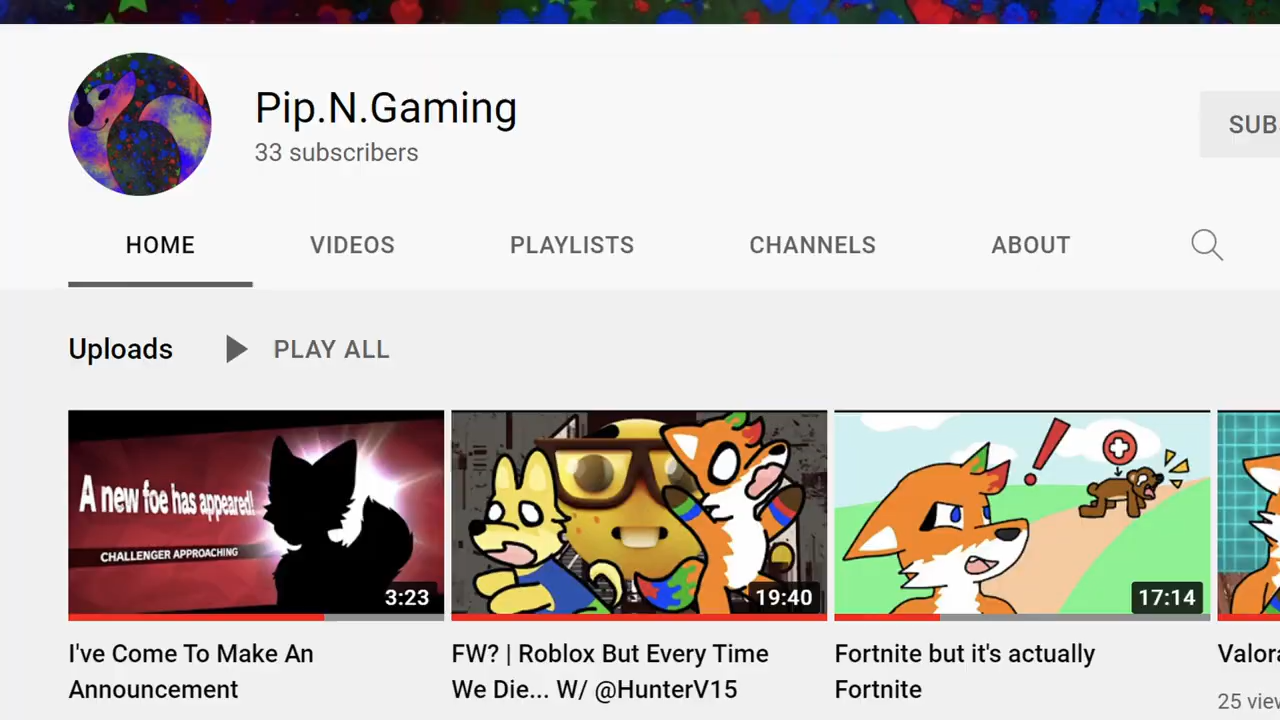 Pip.N.Gaming
33 subscribers
SUB
HOME VIDEOS PLAYLISTS CHANNELS ABOUT
Uploads PLAY ALL
A new foe has appeared!
CHALLENGER APPROACHING
3:23
19:40
17:14
I've Come To Make An
Announcement
FW? | Roblox But Every Time
We Die... W/ @HunterV15
Fortnite but it's actually
Fortnite
Valora
25 view